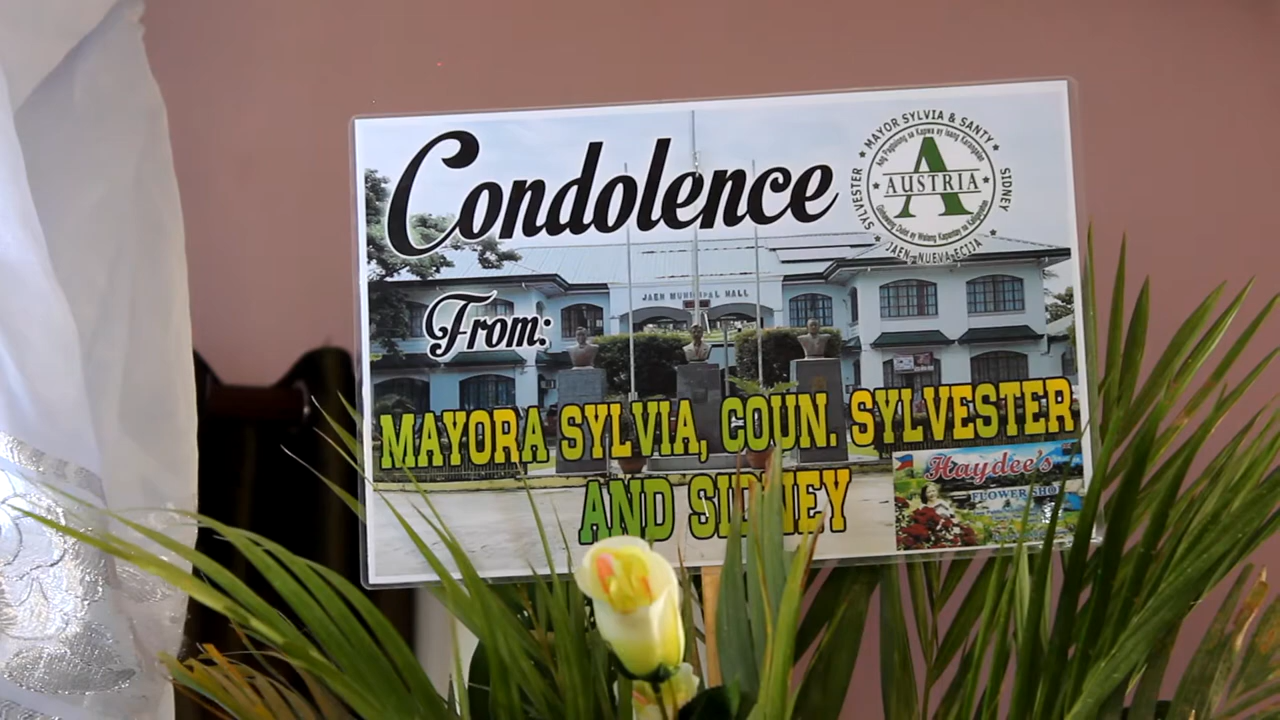 Condolence
MAYOR SYLVIA & SANTY
SYLVESTER
SIDNEY
JAEN, NUEVA ECIJA
A
AUSTRIA
JAEN MUNICIPAL HALL
From:
MAYORA SYLVIA, COUN. SYLVESTER
AND SIDNEY
Haydee's
FLOWER SHOP